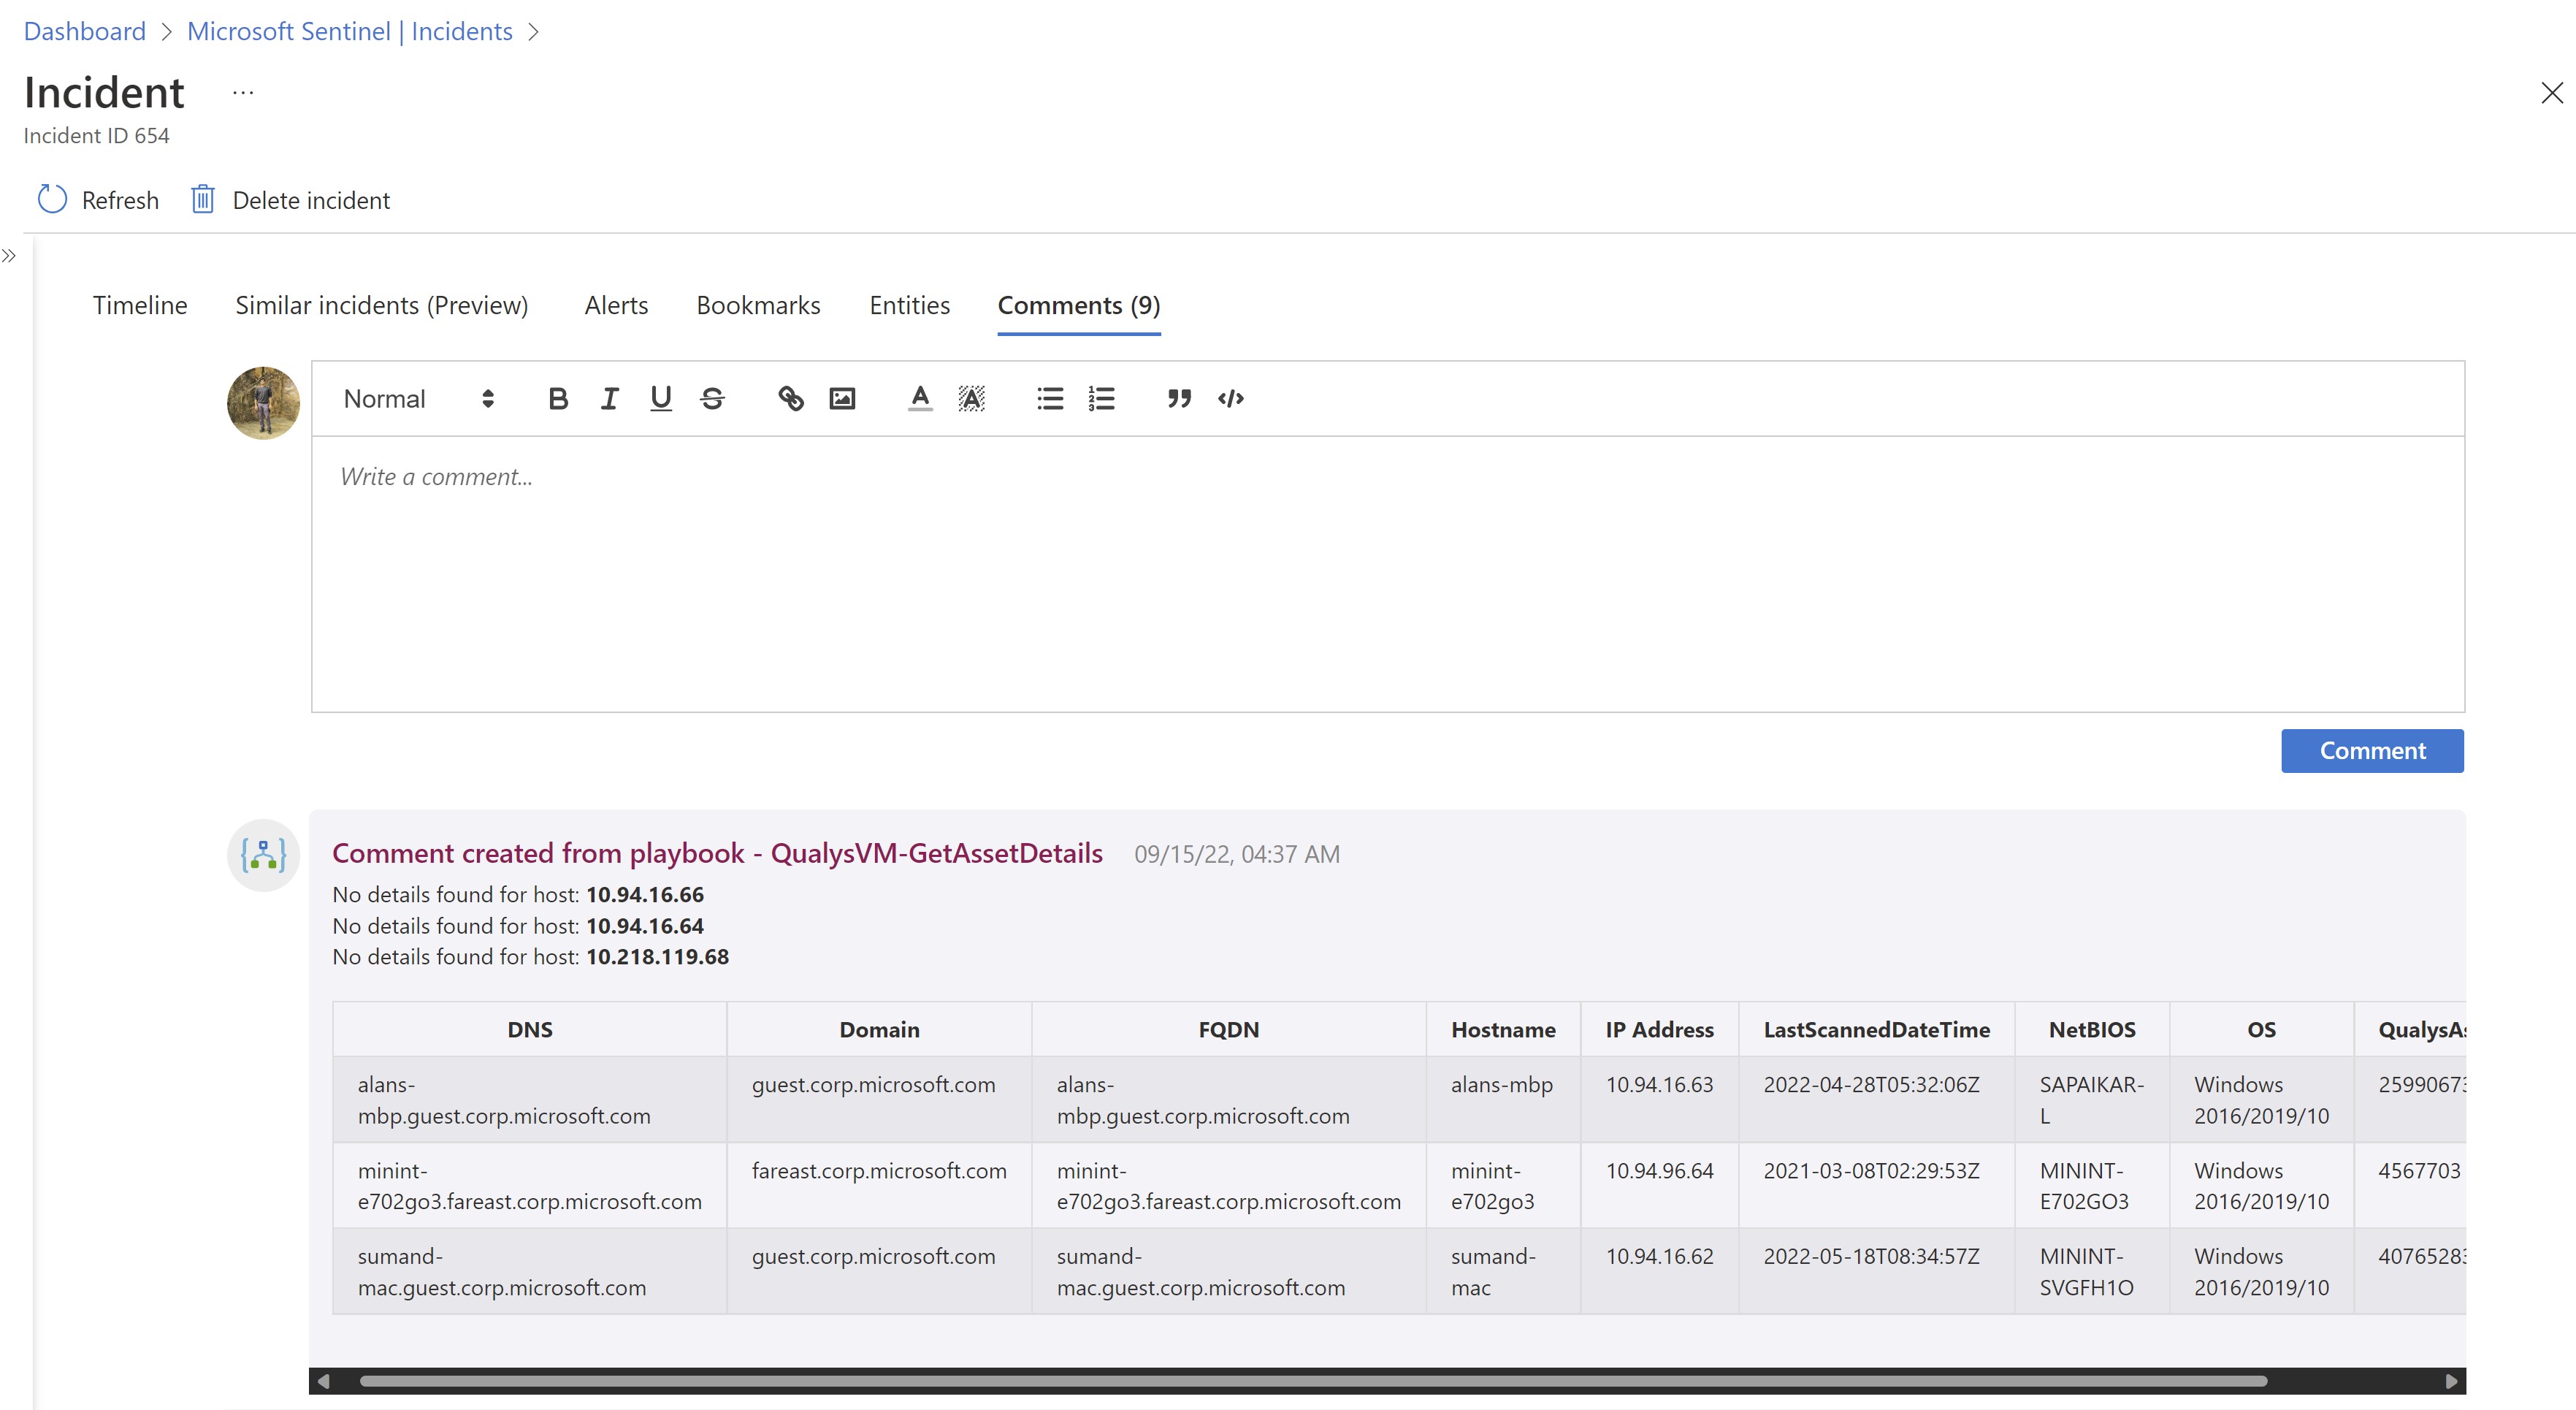 Dashboard > Microsoft Sentinel | Incidents >
Incident ...
Incident ID 654
Refresh Delete incident
Timeline Similar incidents (Preview) Alerts Bookmarks Entities Comments (9)
Normal
Write a comment...
Comment
Comment created from playbook - QualysVM-GetAssetDetails 09/15/22, 04:37 AM
No details found for host: 10.94.16.66
No details found for host: 10.94.16.64
No details found for host: 10.218.119.68
DNS Domain FQDN Hostname IP Address LastScannedDateTime NetBIOS OS
alans- guest.corp.microsoft.com alans- alans-mbp 10.94.16.63 2022-04-28T05:32:06Z SAPAIKAR- Windows
mbp.guest.corp.microsoft.com mbp.guest.corp.microsoft.com L 2016/2019/10
minint- fareast.corp.microsoft.com minint- minint- 10.94.96.64 2021-03-08T02:29:53Z MININT- Windows 4567703
e702go3.fareast.corp.microsoft.com e702go3.fareast.corp.microsoft.com e702go3 E702GO3 2016/2019/10
sumand- guest.corp.microsoft.com sumand- sumand- 10.94.16.62 2022-05-18T08:34:57Z MININT- Windows
mac.guest.corp.microsoft.com mac.guest.corp.microsoft.com mac SVGFH1O 2016/2019/10